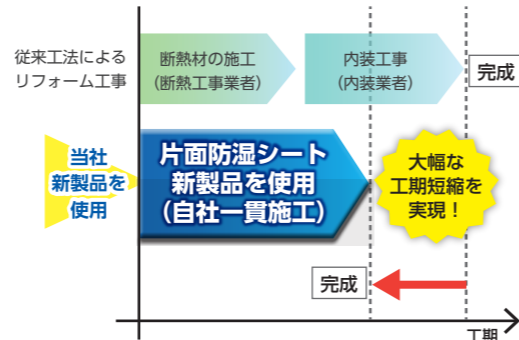 従来工法による
リフォーム工事
断熱材の施工
(断熱工事業者)
内装工事
(内装業者)
完成
当社
新製品を
使用
片面防湿シート
新製品を使用
(自社一貫施工)
大幅な
工期短縮を
実現！
完成
工期